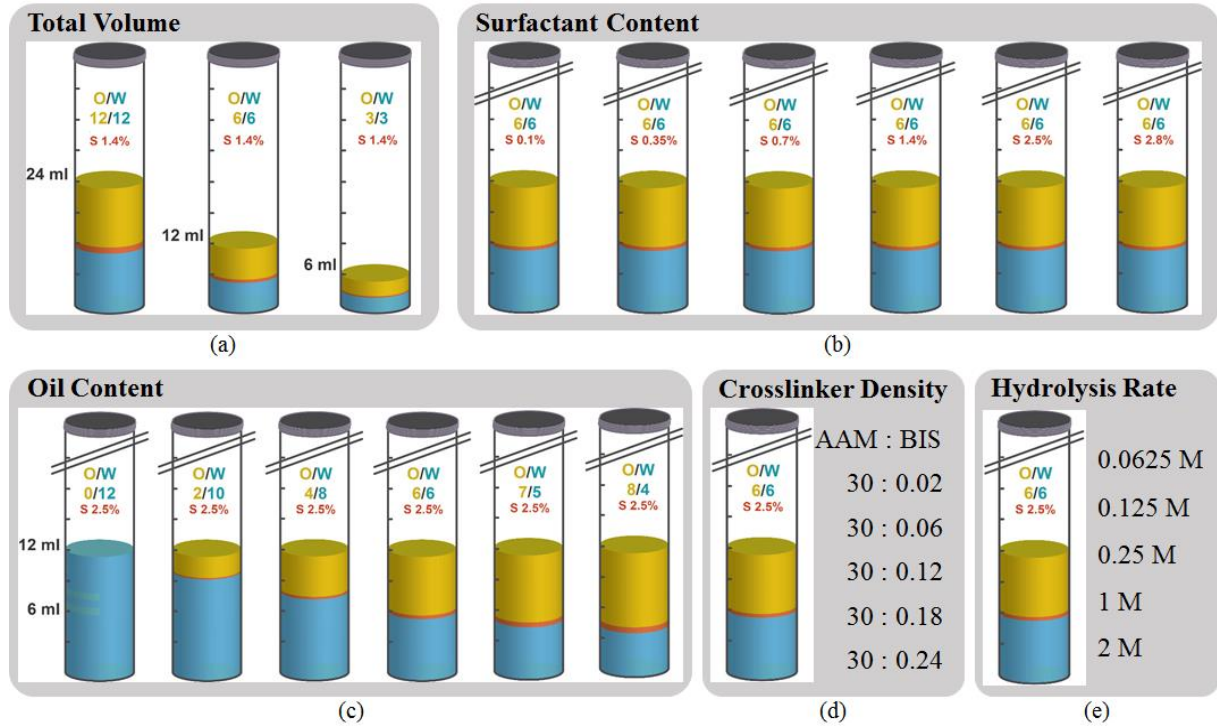 Total Volume
O/W
12/12
S 1.4%
O/W
6/6
S 1.4%
O/W
3/3
S 1.4%
24 ml
12 ml
6 ml
(a)
Surfactant Content
O/W
6/6
S 0.1%
O/W
6/6
S 0.35%
O/W
6/6
S 0.7%
O/W
6/6
S 1.4%
O/W
6/6
S 2.5%
O/W
6/6
S 2.8%
(b)
Oil Content
O/W
0/12
S 2.5%
O/W
2/10
S 2.5%
O/W
4/8
S 2.5%
O/W
6/6
S 2.5%
O/W
7/5
S 2.5%
O/W
8/4
S 2.5%
12 ml
6 ml
(c)
Crosslinker Density
O/W
6/6
S 2.5%
AAM : BIS
30 : 0.02
30 : 0.06
30 : 0.12
30 : 0.18
30 : 0.24
(d)
Hydrolysis Rate
O/W
6/6
S 2.5%
0.0625 M
0.125 M
0.25 M
1 M
2 M
(e)